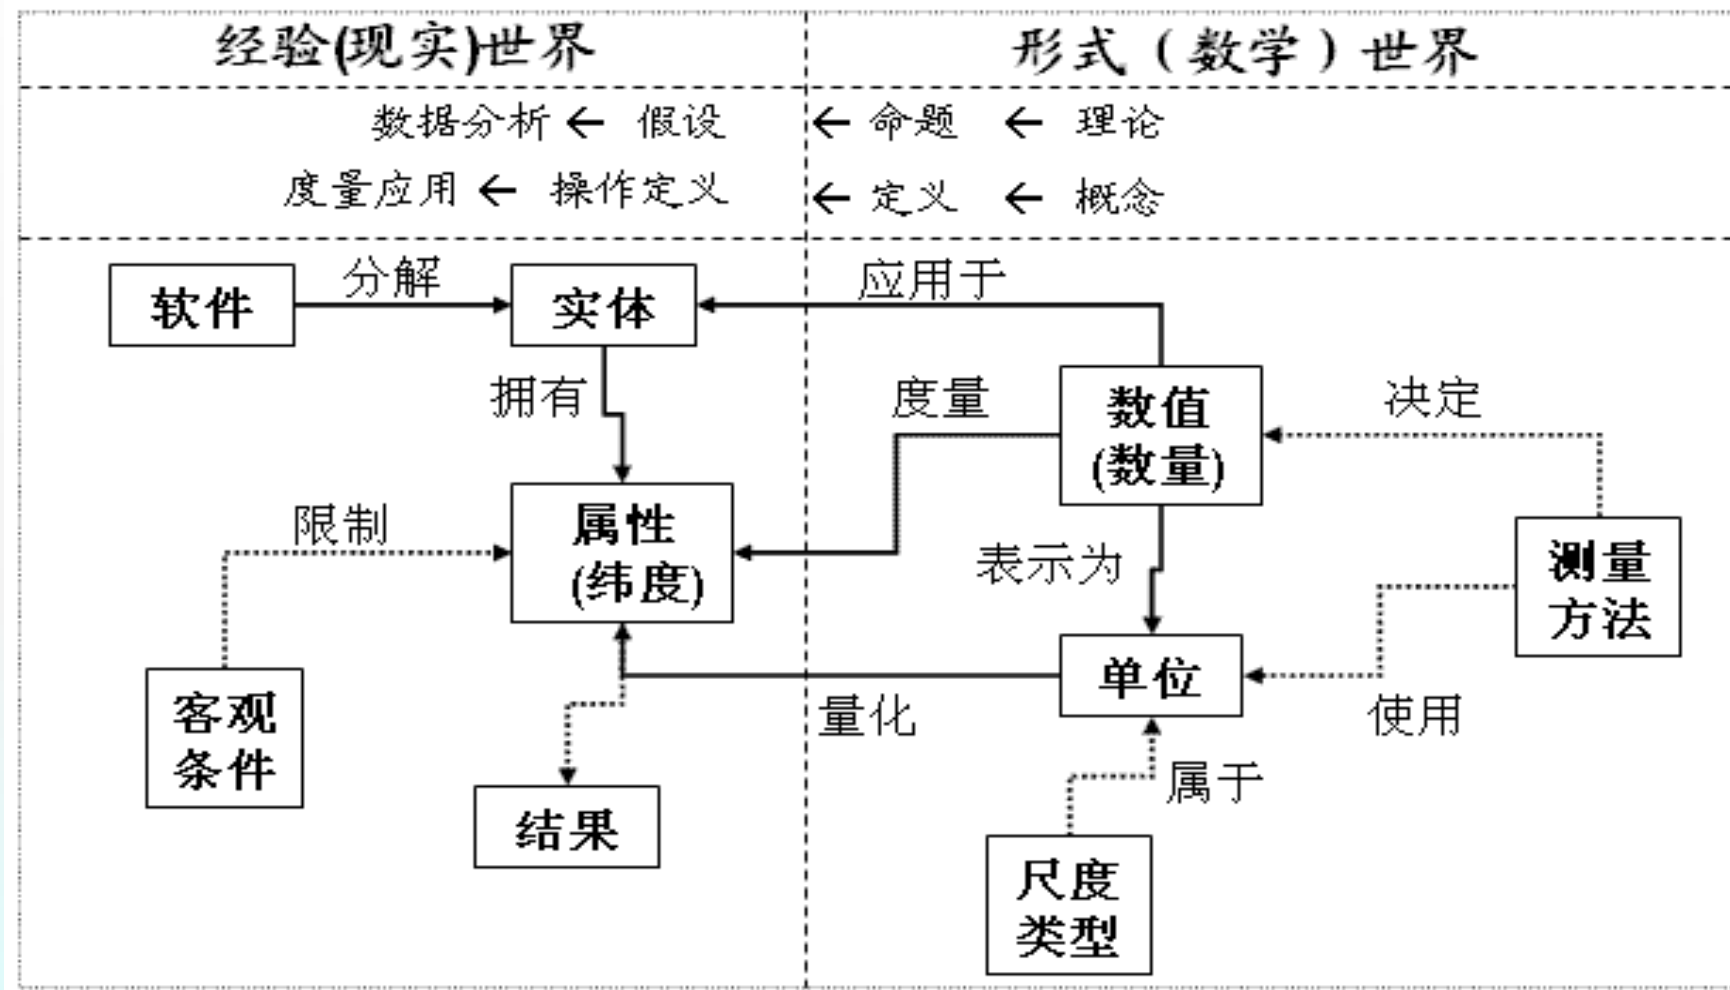 经验(现实)世界
形式（数学）世界
数据分析 ← 假设 ← 命题 ← 理论
度量应用 ← 操作定义 ← 定义 ← 概念
软件
分解
实体
应用于
拥有
度量
数值
(数量)
决定
限制
属性
(纬度)
表示为
测量
方法
客观
条件
量化
单位
使用
结果
属于
尺度
类型